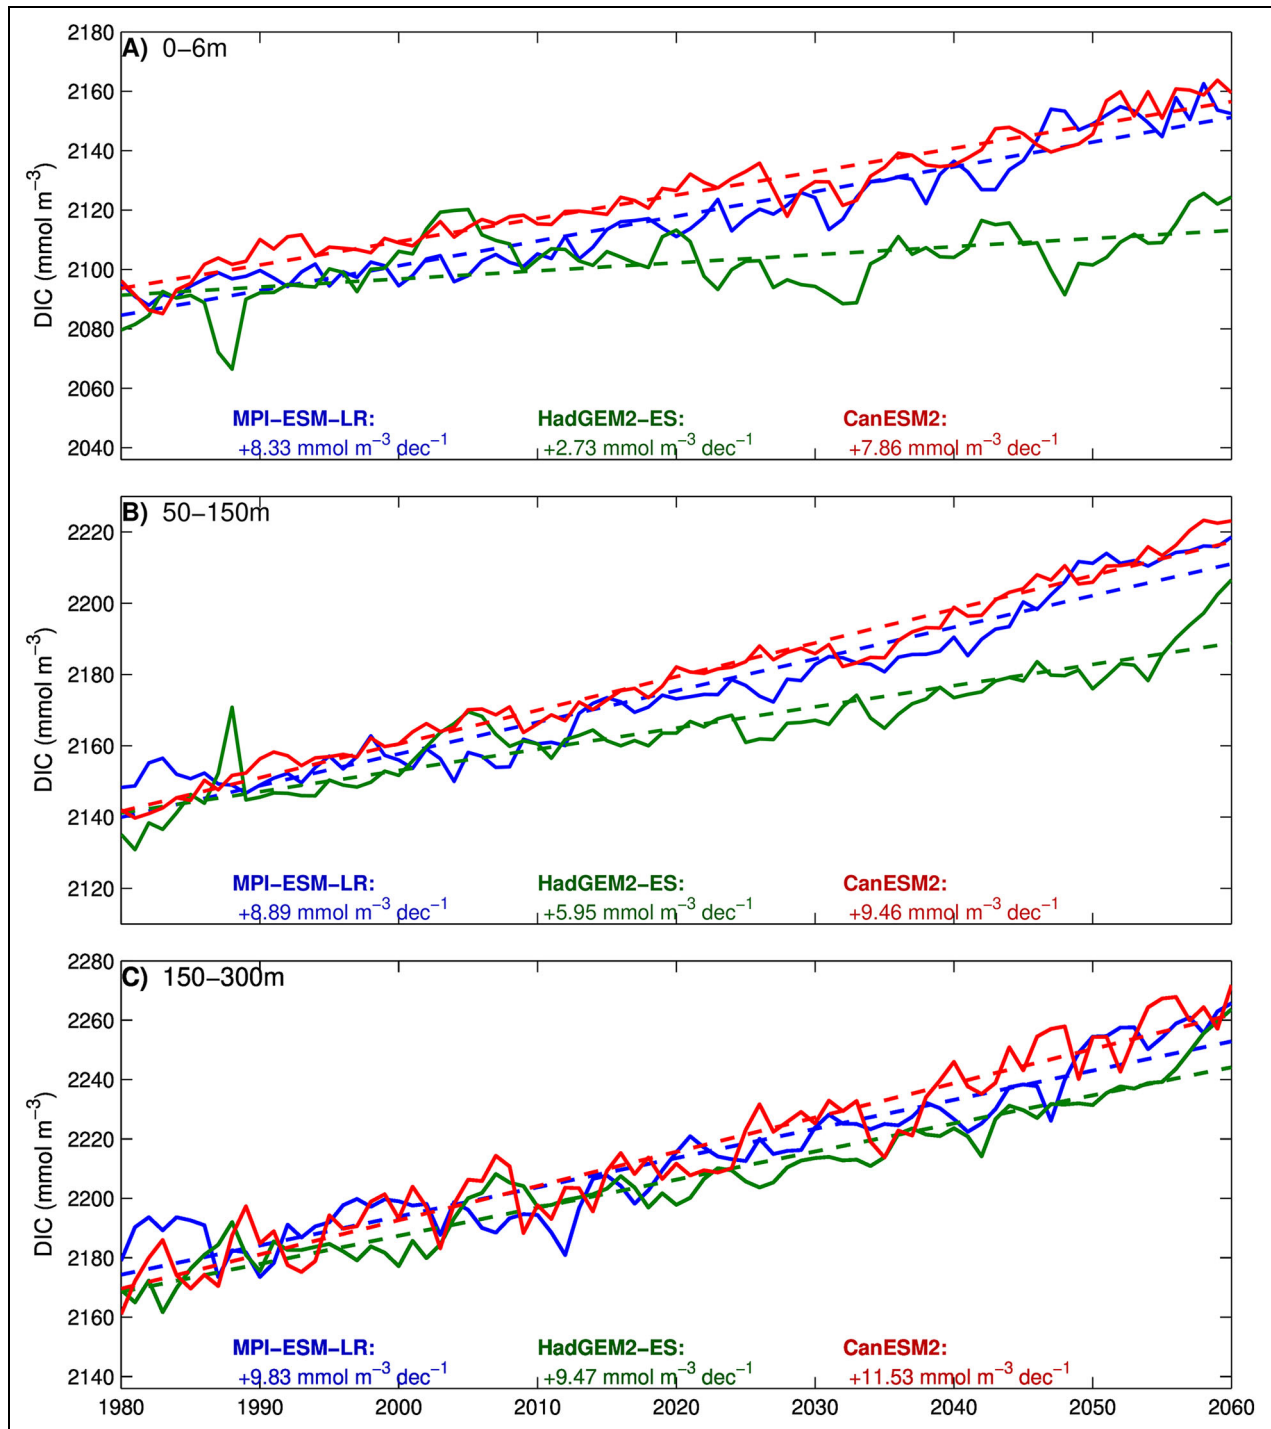 A) 0−6m
2180
2160
2140
2120
2100
2080
2060
2040
DIC (mmol m⁻³)
MPI−ESM−LR: HadGEM2−ES: CanESM2:
+8.33 mmol m⁻³ dec⁻¹ +2.73 mmol m⁻³ dec⁻¹ +7.86 mmol m⁻³ dec⁻¹
B) 50−150m
2220
2200
2180
2160
2140
2120
DIC (mmol m⁻³)
MPI−ESM−LR: HadGEM2−ES: CanESM2:
+8.89 mmol m⁻³ dec⁻¹ +5.95 mmol m⁻³ dec⁻¹ +9.46 mmol m⁻³ dec⁻¹
C) 150−300m
2280
2260
2240
2220
2200
2180
2160
2140
DIC (mmol m⁻³)
MPI−ESM−LR: HadGEM2−ES: CanESM2:
+9.83 mmol m⁻³ dec⁻¹ +9.47 mmol m⁻³ dec⁻¹ +11.53 mmol m⁻³ dec⁻¹
1980 1990 2000 2010 2020 2030 2040 2050 2060